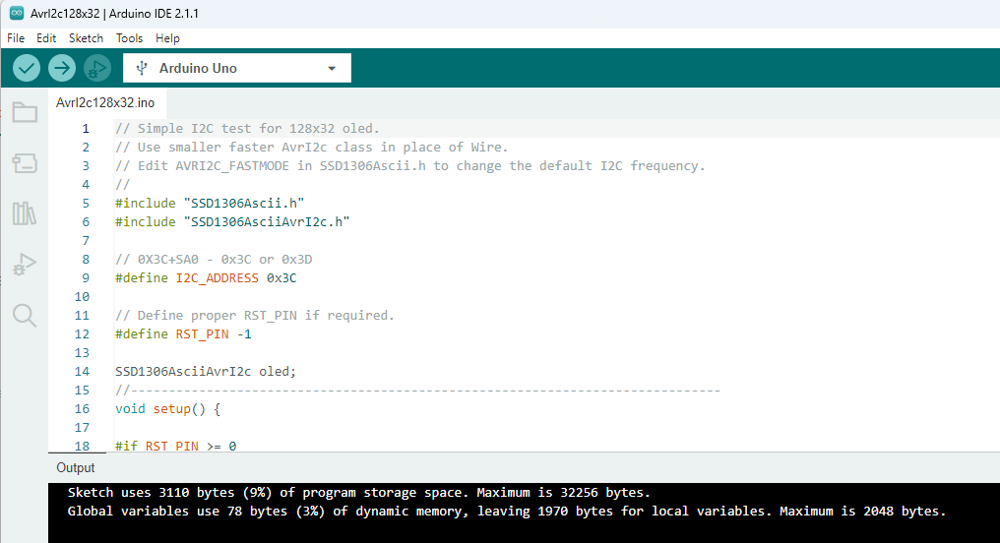 AvrI2c128x32 | Arduino IDE 2.1.1
File Edit Sketch Tools Help
Arduino Uno
AvrI2c128x32.ino
1 // Simple I2C test for 128x32 oled.
2 // Use smaller faster AvrI2c class in place of Wire.
3 // Edit AVRI2C_FASTMODE in SSD1306Ascii.h to change the default I2C frequency.
4 //
5 #include "SSD1306Ascii.h"
6 #include "SSD1306AsciiAvrI2c.h"
7
8 // 0X3C+SA0 - 0x3C or 0x3D
9 #define I2C_ADDRESS 0x3C
10
11 // Define proper RST_PIN if required.
12 #define RST_PIN -1
13
14 SSD1306AsciiAvrI2c oled;
15 //------------------------------------------------------------------------------
16 void setup() {
17
18 #if RST_PIN >= 0
Output
Sketch uses 3110 bytes (9%) of program storage space. Maximum is 32256 bytes.
Global variables use 78 bytes (3%) of dynamic memory, leaving 1970 bytes for local variables. Maximum is 2048 bytes.